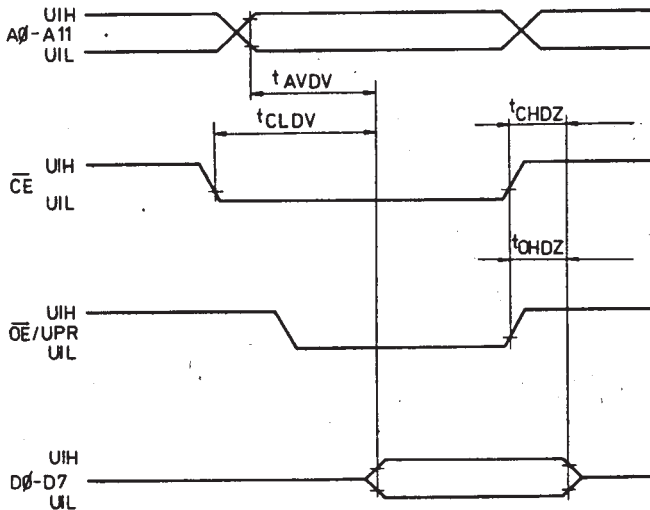 UIH
AØ-A11
UIL
tAVDV
tCLDV
tCHDZ
UIH
CE
UIL
tOHDZ
UIH
OE/UPR
UIL
UIH
DØ-D7
UIL